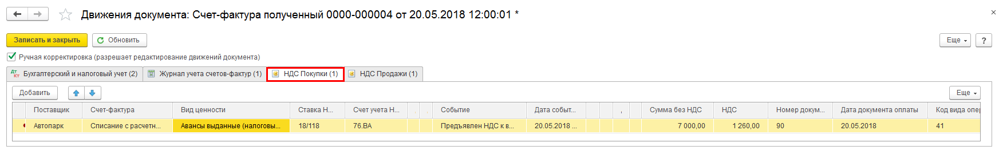 Движения документа: Счет-фактура полученный 0000-000004 от 20.05.2018 12:00:01 *
Записать и закрыть Обновить Еще ?
Ручная корректировка (разрешает редактирование движений документа)
Дт Кт Бухгалтерский и налоговый учет (2) Журнал учета счетов-фактур (1) НДС Покупки (1) НДС Продажи (1)
Добавить Еще
Поставщик Счет-фактура Вид ценности Ставка Н... Счет учета Н... Событие Дата событ... , Сумма без НДС НДС Номер докум... Дата документа оплаты Код вида опер
Автопарк Списание с расчетн... Авансы выданные (налоговы... 18/118 76.ВА Предъявлен НДС к в... 20.05.2018 ... 7 000,00 1 260,00 90 20.05.2018 41